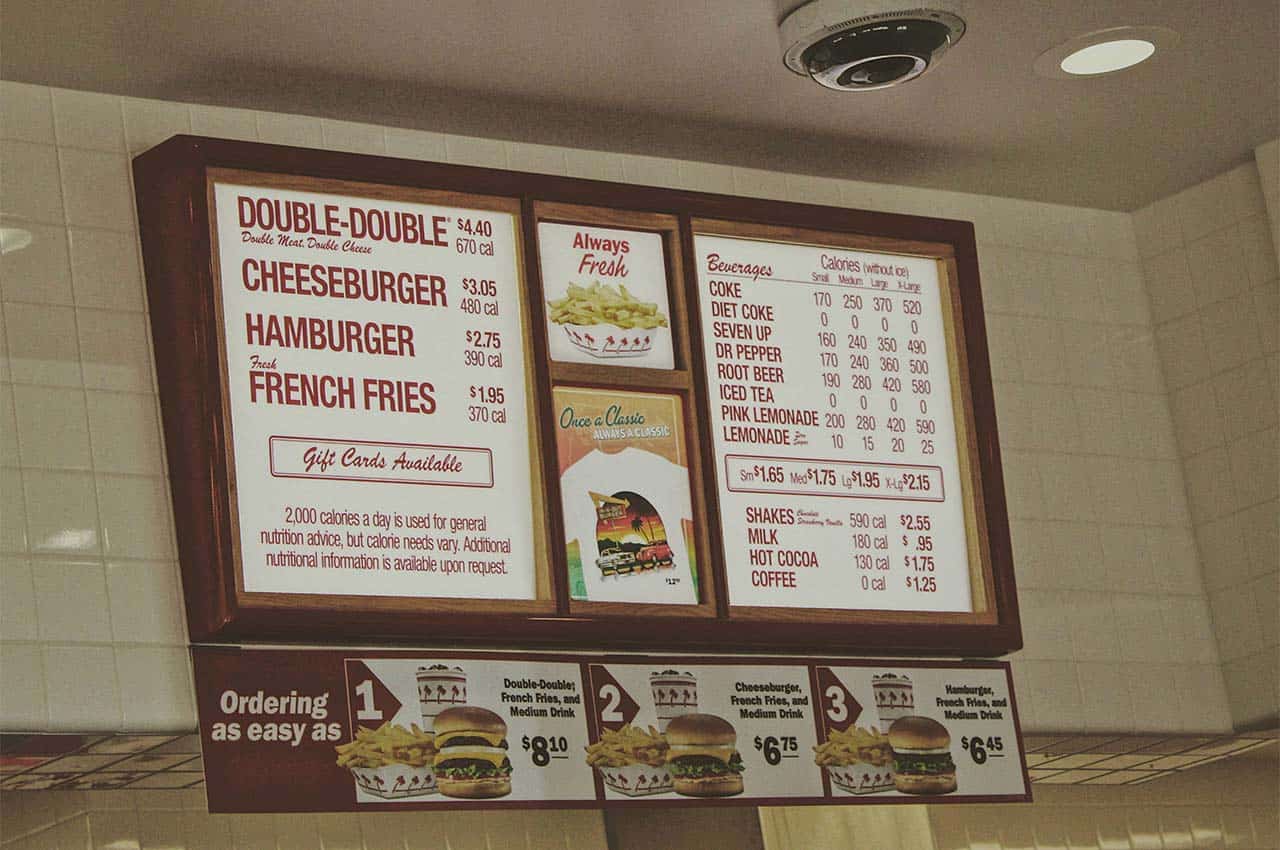 DOUBLE-DOUBLE® $4.40
Double Meat. Double Cheese 670 cal
CHEESEBURGER $3.05
480 cal
HAMBURGER $2.75
390 cal
Fresh
FRENCH FRIES $1.95
370 cal
Gift Cards Available
2,000 calories a day is used for general
nutrition advice, but calorie needs vary. Additional
nutritional information is available upon request.
Always
Fresh
Once a Classic
ALWAYS A CLASSIC
IN-N-OUT
BURGER
Beverages Calories (without ice)
Small Medium Large X-Large
COKE 170 250 370 520
DIET COKE 0 0 0 0
SEVEN UP 160 240 350 490
DR PEPPER 170 240 360 500
ROOT BEER 190 280 420 580
ICED TEA 0 0 0 0
PINK LEMONADE 200 280 420 590
LEMONADE Zero Sugar 10 15 20 25
Sm $1.65 Med $1.75 Lg $1.95 X-Lg $2.15
SHAKES Chocolate Strawberry Vanilla 590 cal $2.55
MILK 180 cal $ .95
HOT COCOA 130 cal $1.75
COFFEE 0 cal $1.25
Ordering
as easy as
1
Double-Double,
French Fries, and
Medium Drink
$8.10
2
Cheeseburger,
French Fries, and
Medium Drink
$6.75
3
Hamburger,
French Fries, and
Medium Drink
$6.45